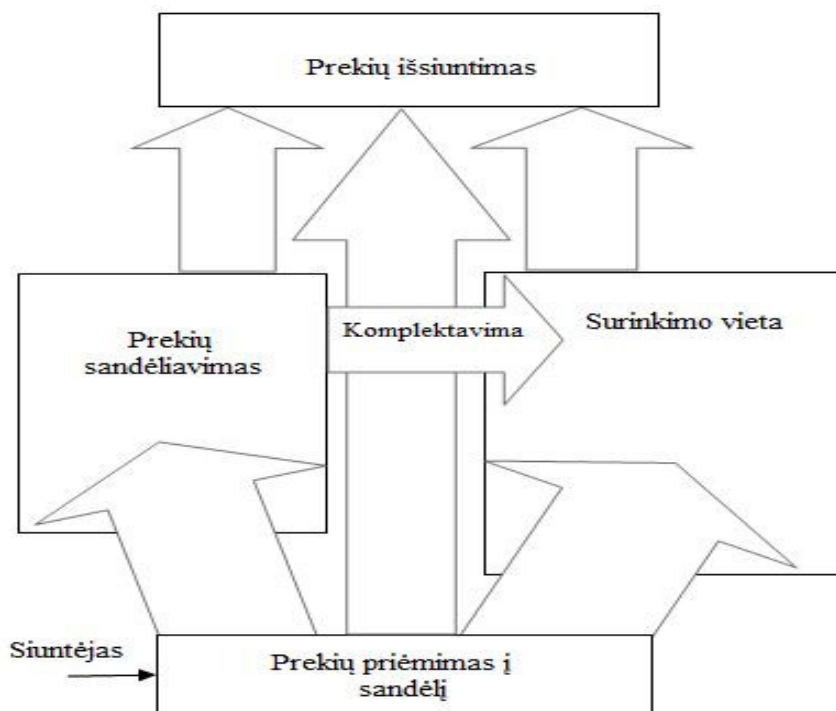 Prekių išsiuntimas
Prekių
sandėliavimas
Komplektavima
Surinkimo vieta
Siuntėjas
Prekių priėmimas į
sandėlį